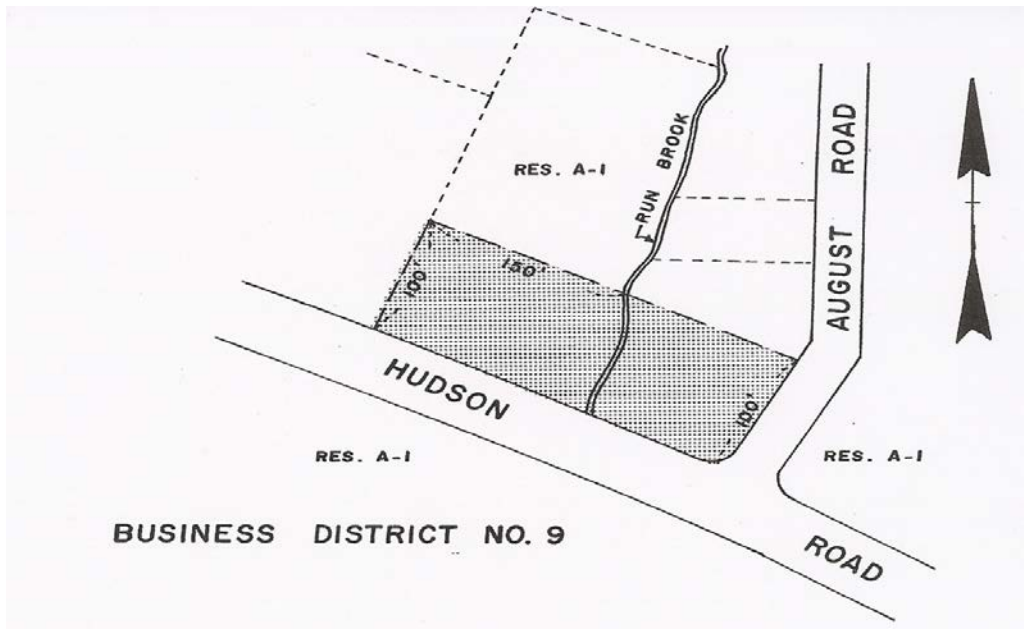 RES. A-1
RUN BROOK
AUGUST ROAD
100'
150'
100'
HUDSON ROAD
RES. A-1
RES. A-1
BUSINESS DISTRICT NO. 9